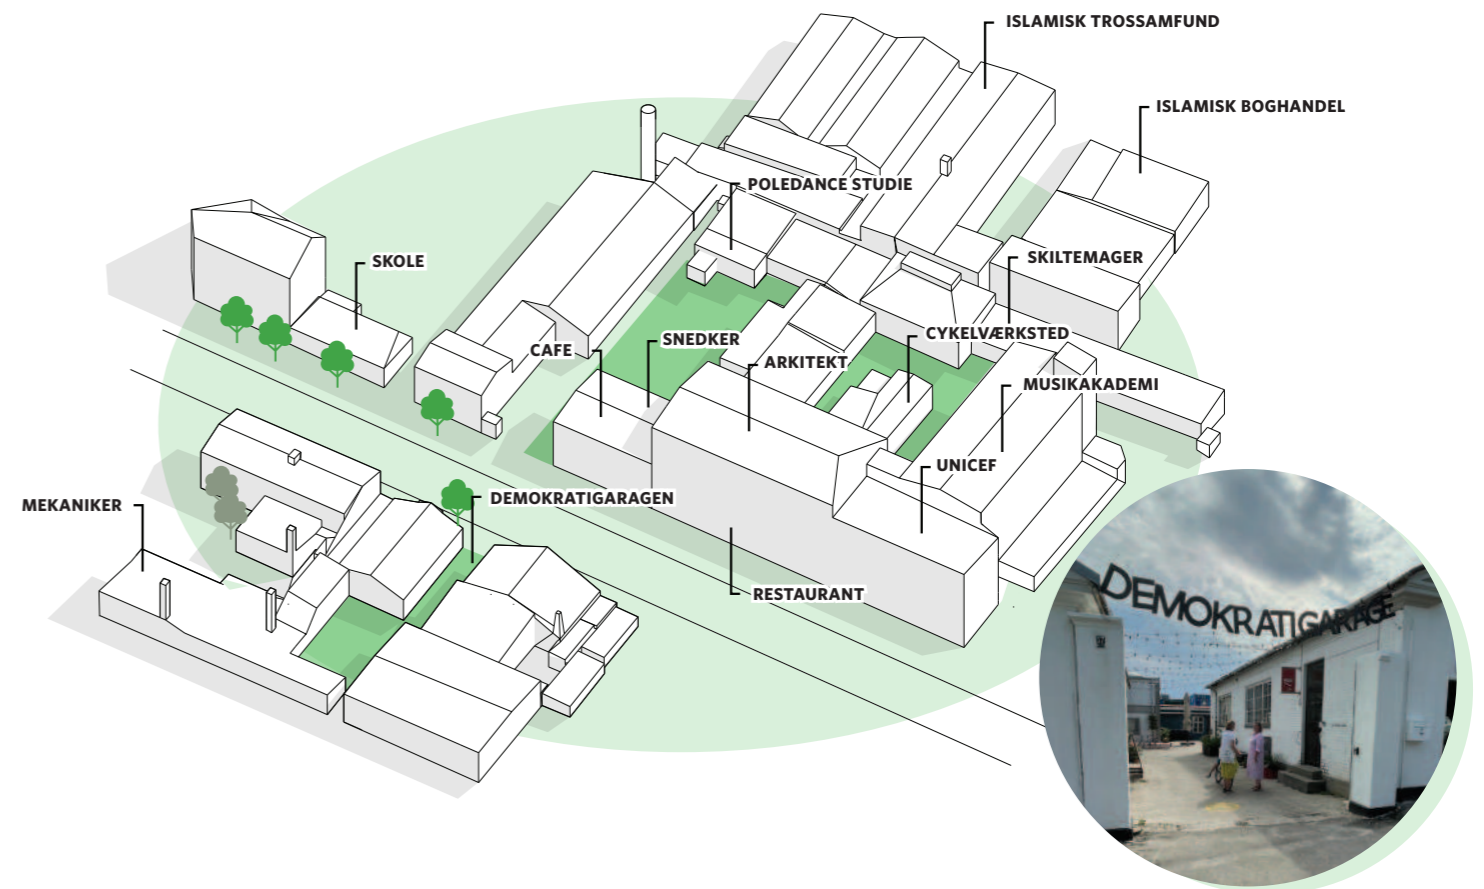 ISLAMISK TROSSAMFUND
ISLAMISK BOGHANDEL
POLEDANCE STUDIE
SKOLE
SKILTEMAGER
CYKELVÆRKSTED
SNEDKER
CAFE
ARKITEKT
MUSIKAKADEMI
UNICEF
DEMOKRATIGARAGEN
MEKANIKER
RESTAURANT
DEMOKRATIGARAGE